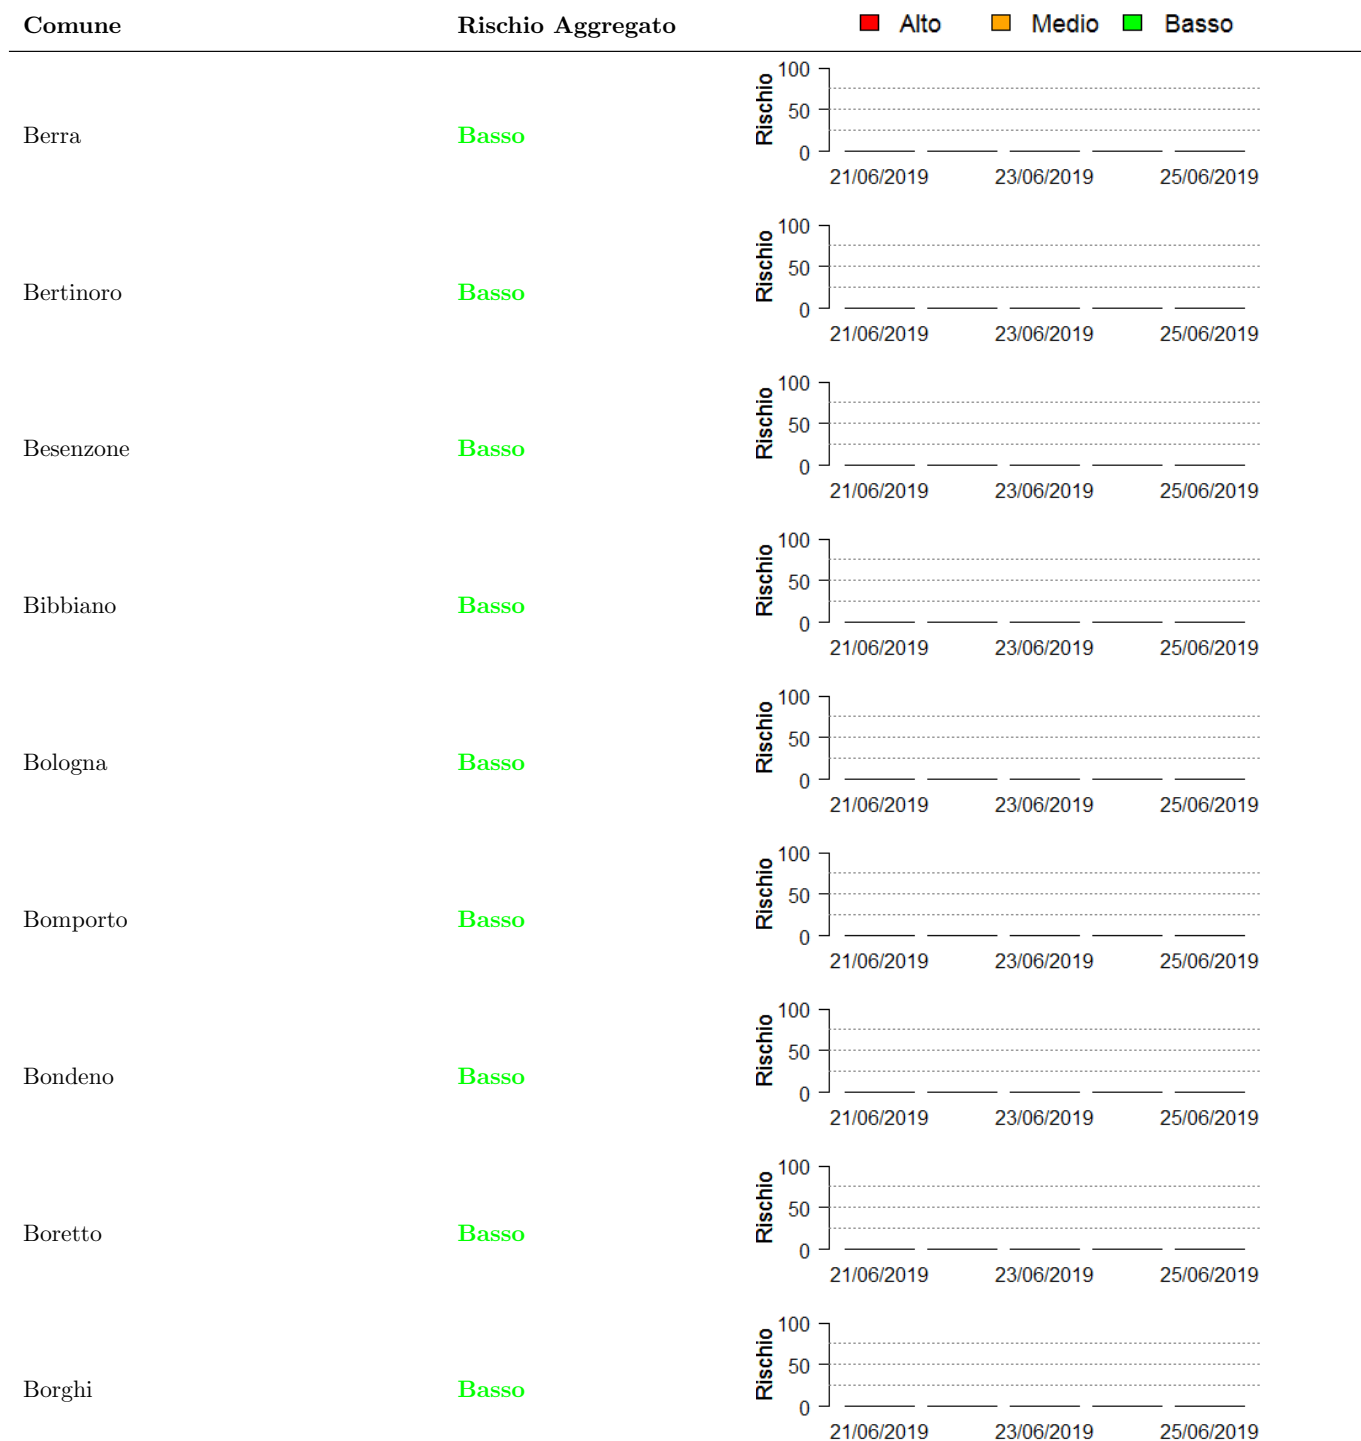 Comune Rischio Aggregato Alto Medio Basso
100
Rischio
50
Berra Basso
0
21/06/2019 23/06/2019 25/06/2019
100
Rischio
50
Bertinoro Basso
0
21/06/2019 23/06/2019 25/06/2019
100
Rischio
50
Besenzone Basso
0
21/06/2019 23/06/2019 25/06/2019
100
Rischio
50
Bibbiano Basso
0
21/06/2019 23/06/2019 25/06/2019
100
Rischio
50
Bologna Basso
0
21/06/2019 23/06/2019 25/06/2019
100
Rischio
50
Bomporto Basso
0
21/06/2019 23/06/2019 25/06/2019
100
Rischio
50
Bondeno Basso
0
21/06/2019 23/06/2019 25/06/2019
100
Rischio
50
Boretto Basso
0
21/06/2019 23/06/2019 25/06/2019
100
Rischio
50
Borghi Basso
0
21/06/2019 23/06/2019 25/06/2019